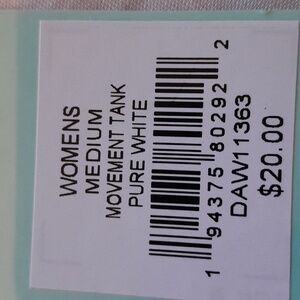 WOMENS
MEDIUM
MOVEMENT TANK
PURE WHITE
1 94375 80292 2
DAW11363
$20.00